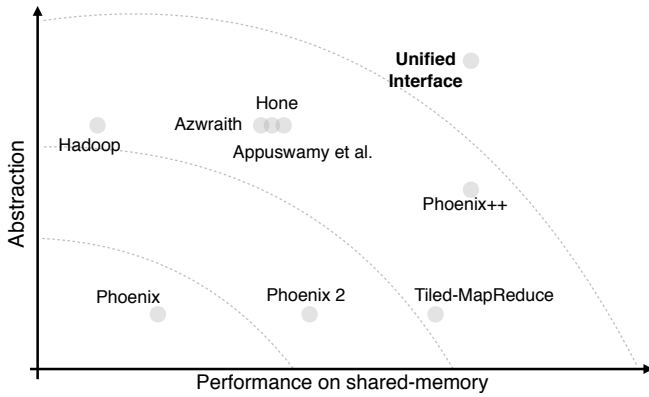 Unified
Interface
Hone
Azwraith
Hadoop
Appuswamy et al.
Phoenix++
Phoenix
Phoenix 2
Tiled-MapReduce
Abstraction
Performance on shared-memory